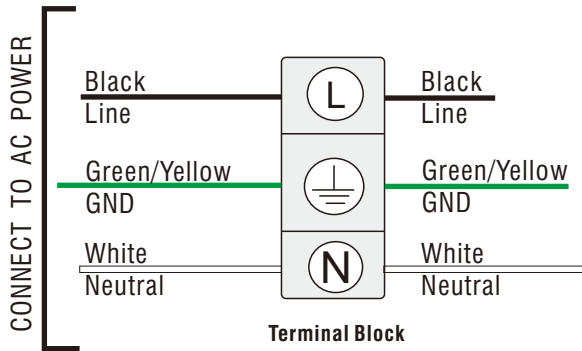 CONNECT TO AC POWER
Black
Line
Green/Yellow
GND
White
Neutral
L
N
Black
Line
Green/Yellow
GND
White
Neutral
Terminal Block